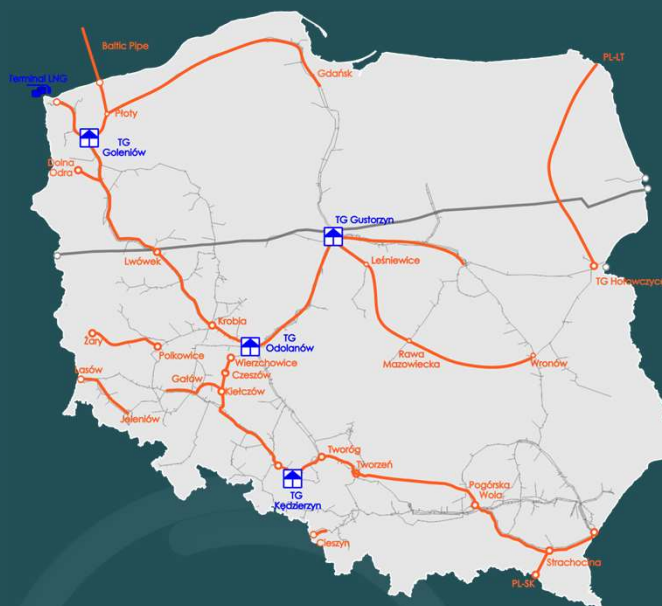 Baltic Pipe
Terminal LNG
Gdańsk
PL-LT
Płoty
TG
Goleniów
Dolna
Odra
TG Gustorzyn
Lwówek
Leśniewice
TG Hołowczyce
Krobia
TG
Odolanów
Żary
Polkowice
Wierzchowice
Czeszów
Rawa
Mazowiecka
Wronów
Lasów
Gałów
Kiełczów
Jeleniów
Tworóg
Tworzeń
TG
Kędzierzyn
Pogórska
Wola
Cieszyn
Strachocina
PL-SK